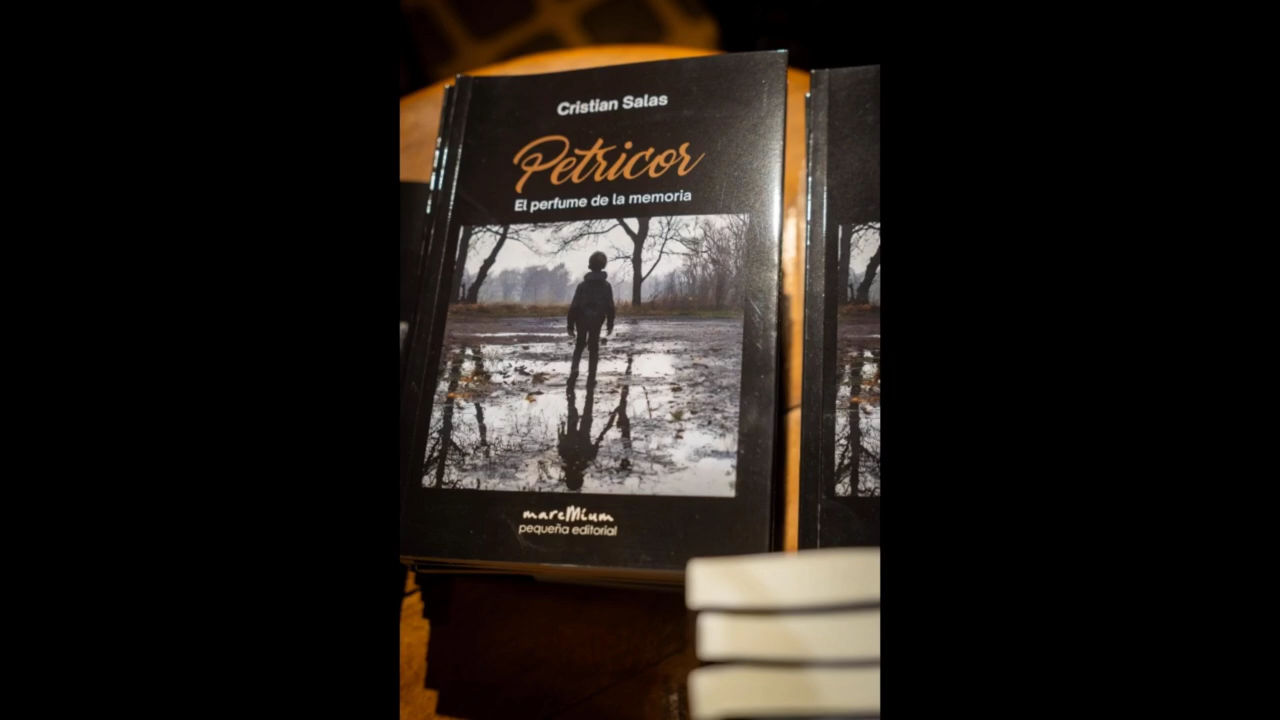 Cristian Salas
Petricor
El perfume de la memoria
mareMium
pequeña editorial